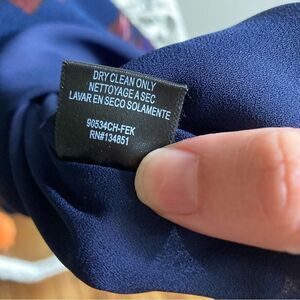 DRY CLEAN ONLY
NETTOYAGE A SEC
LAVAR EN SECO SOLAMENTE
90534CH-FEK
RN#134851